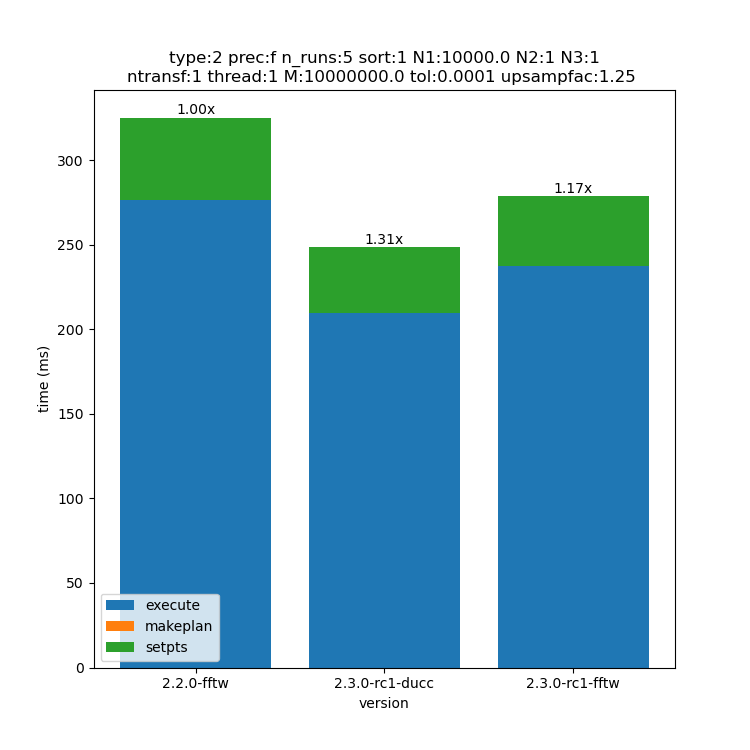 type:2 prec:f n_runs:5 sort:1 N1:10000.0 N2:1 N3:1
ntransf:1 thread:1 M:10000000.0 tol:0.0001 upsampfac:1.25
1.00x
1.31x
1.17x
300
250
200
150
100
50
0
time (ms)
execute
makeplan
setpts
2.2.0-fftw
2.3.0-rc1-ducc
2.3.0-rc1-fftw
version